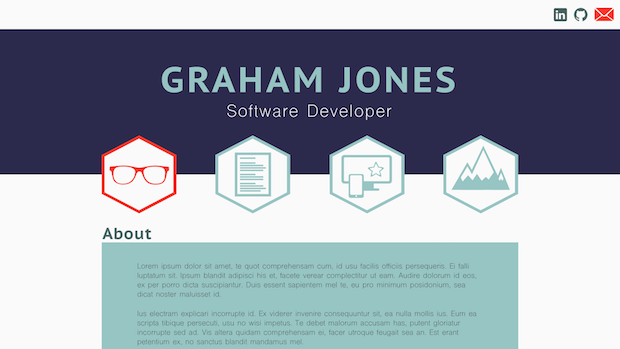 in
GRAHAM JONES
Software Developer
About
Lorem ipsum dolor sit amet, te quot comprehensam cum, id usu facilis officiis persequens. Ei falli
luptatum sit. Ipsum blandit adipisci his et, facete verear complectitur ut eam. Audire dolorum id eos,
ex per porro dicta suscipiantur. Duis essent sapientem mel te, eu pro minimum posidonium, sea
dicat noster maluisset id.
Ius electram explicari incorrupte id. Ex viderer invenire consequuntur sit, ea nulla mollis ius. Eum ea
scripta tibique persecuti, usu no wisi impetus. Te debet malorum accusam has, putent gloriatur
incorrupte sed ad. Vis altera quidam comprehensam ei, facer utroque feugait sea an. Est erant
petentium ex, no sanctus blandit mandamus mel.